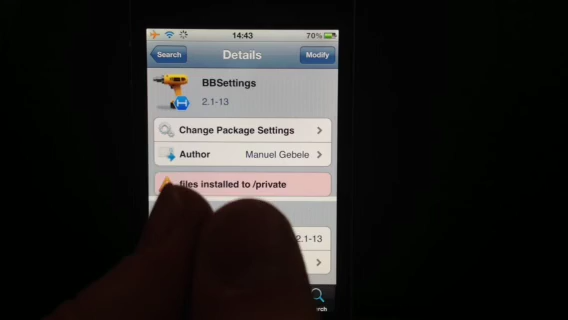 14:43
70%
Search
Details
Modify
BBSettings
2.1-13
Change Package Settings
Author Manuel Gebele
files installed to /private
2.1-13